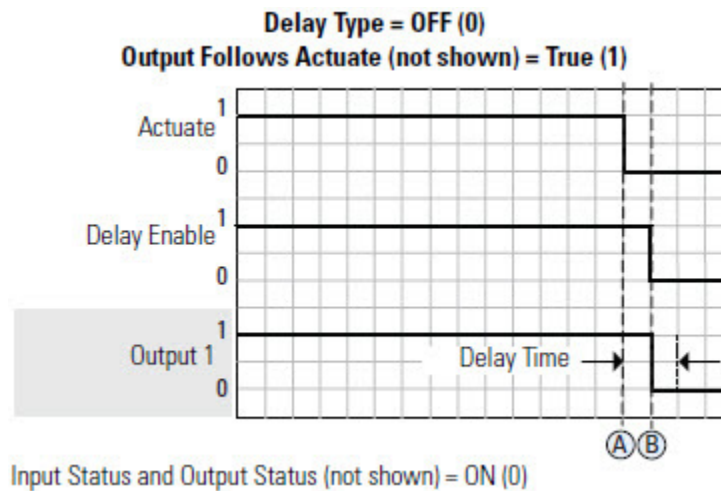 Delay Type = OFF (0)
Output Follows Actuate (not shown) = True (1)
1
Actuate
0
1
Delay Enable
0
1
Output 1
Delay Time
0
A B
Input Status and Output Status (not shown) = ON (0)